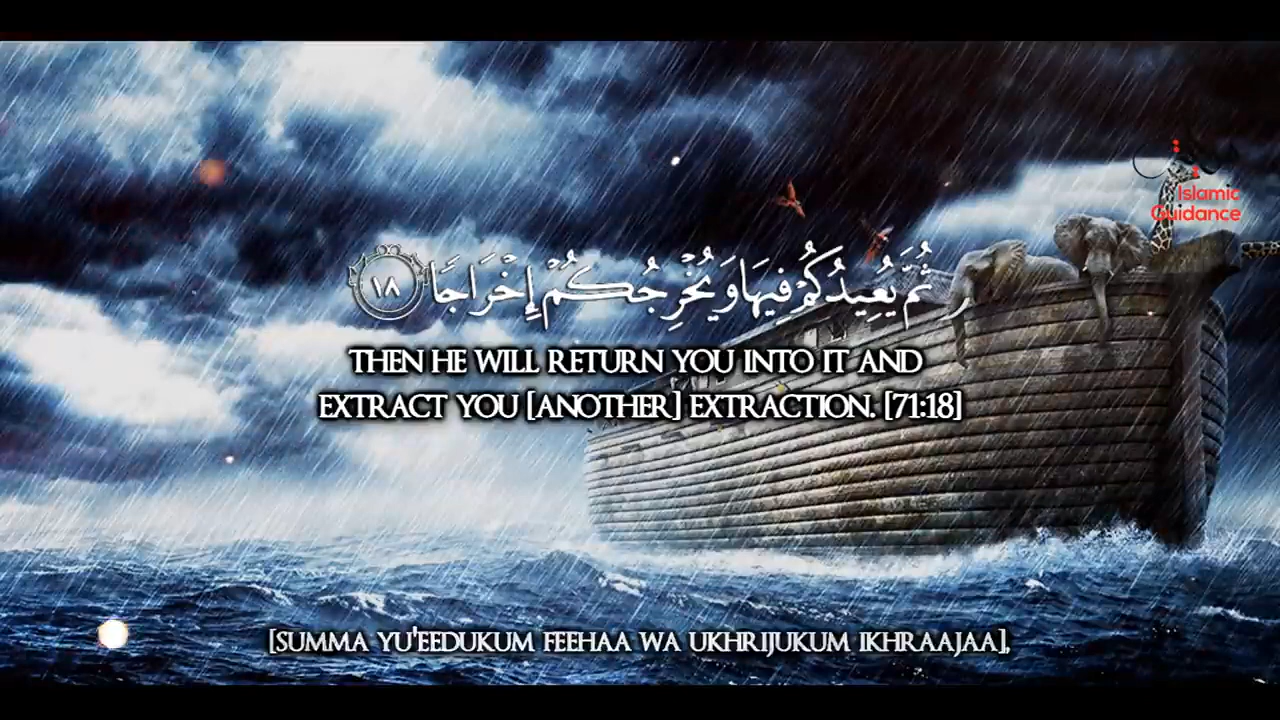 ثُمَّ يُعِيدُكُمْ فِيهَا وَيُخْرِجُكُمْ إِخْرَاجًا ١٨
THEN HE WILL RETURN YOU INTO IT AND
EXTRACT YOU [ANOTHER] EXTRACTION. [71:18]
[SUMMA YU'EEDUKUM FEEHAA WA UKHRIJUKUM IKHRAAJAA],
Islamic
Guidance